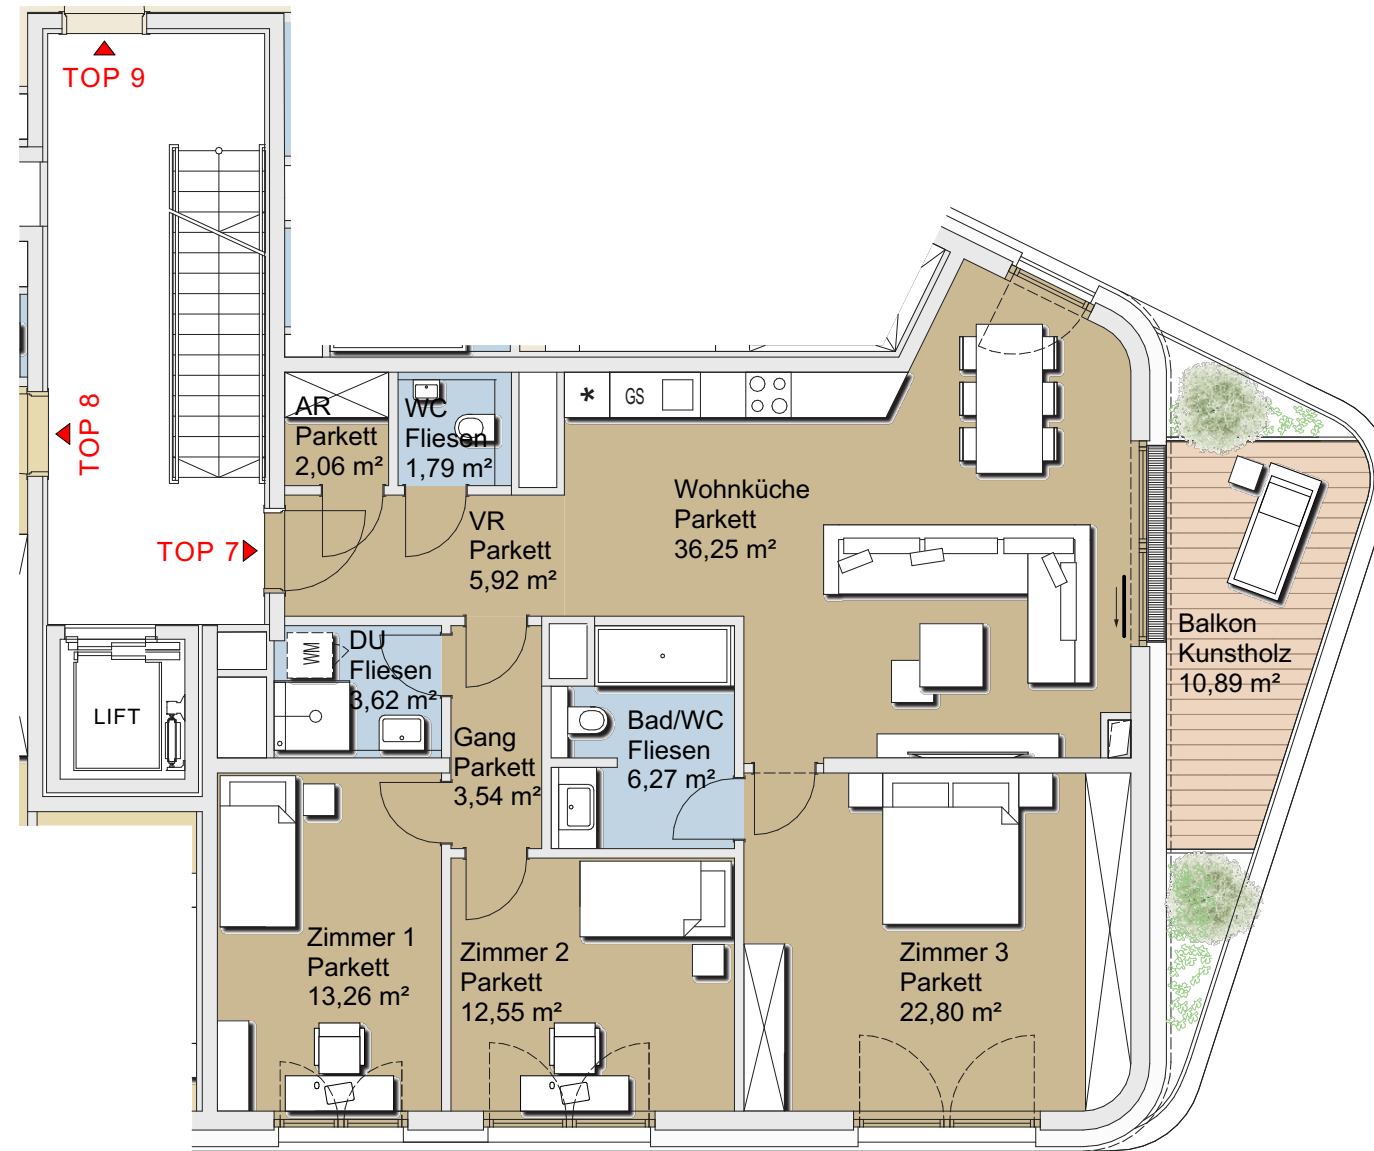 TOP 9
TOP 8
TOP 7
LIFT
AR
Parkett
2,06 m²
WC
Fliesen
1,79 m²
GS
VR
Parkett
5,92 m²
Wohnküche
Parkett
36,25 m²
Balkon
Kunstholz
10,89 m²
WM
DU
Fliesen
3,62 m²
Gang
Parkett
3,54 m²
Bad/WC
Fliesen
6,27 m²
Zimmer 1
Parkett
13,26 m²
Zimmer 2
Parkett
12,55 m²
Zimmer 3
Parkett
22,80 m²